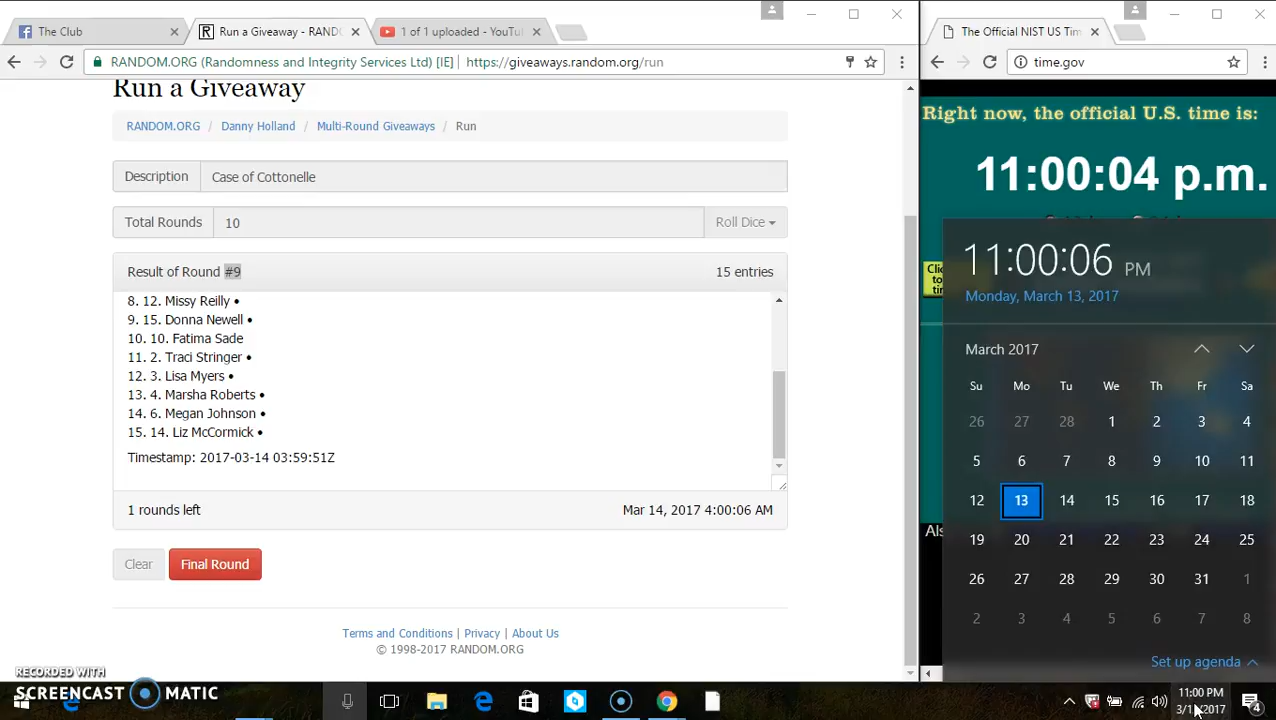 The Club
Run a Giveaway - RAND
1 of 1 uploaded - YouTu
The Official NIST US Tim
RANDOM.ORG (Randomness and Integrity Services Ltd) [IE]
https://giveaways.random.org/run
time.gov
Run a Giveaway
RANDOM.ORG / Danny Holland / Multi-Round Giveaways / Run
Description Case of Cottonelle
Total Rounds 10 Roll Dice
Result of Round #9 15 entries
8. 12. Missy Reilly •
9. 15. Donna Newell •
10. 10. Fatima Sade
11. 2. Traci Stringer •
12. 3. Lisa Myers •
13. 4. Marsha Roberts •
14. 6. Megan Johnson •
15. 14. Liz McCormick •
Timestamp: 2017-03-14 03:59:51Z
1 rounds left Mar 14, 2017 4:00:06 AM
Clear Final Round
Terms and Conditions | Privacy | About Us
© 1998-2017 RANDOM.ORG
Right now, the official U.S. time is:
11:00:04 p.m.
Clic
to
tir
Als
11:00:06 PM
Monday, March 13, 2017
March 2017
Su Mo Tu We Th Fr Sa
26 27 28 1 2 3 4
5 6 7 8 9 10 11
12 13 14 15 16 17 18
19 20 21 22 23 24 25
26 27 28 29 30 31 1
2 3 4 5 6 7 8
Set up agenda
RECORDED WITH
SCREENCAST MATIC
11:00 PM
4